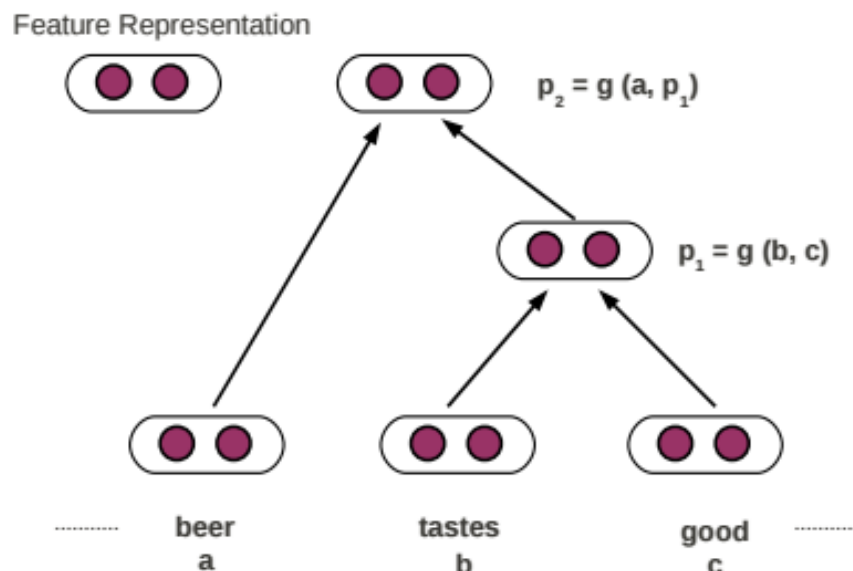 Feature Representation
p₂ = g (a, p₁)
p₁ = g (b, c)
beer tastes good
a b c